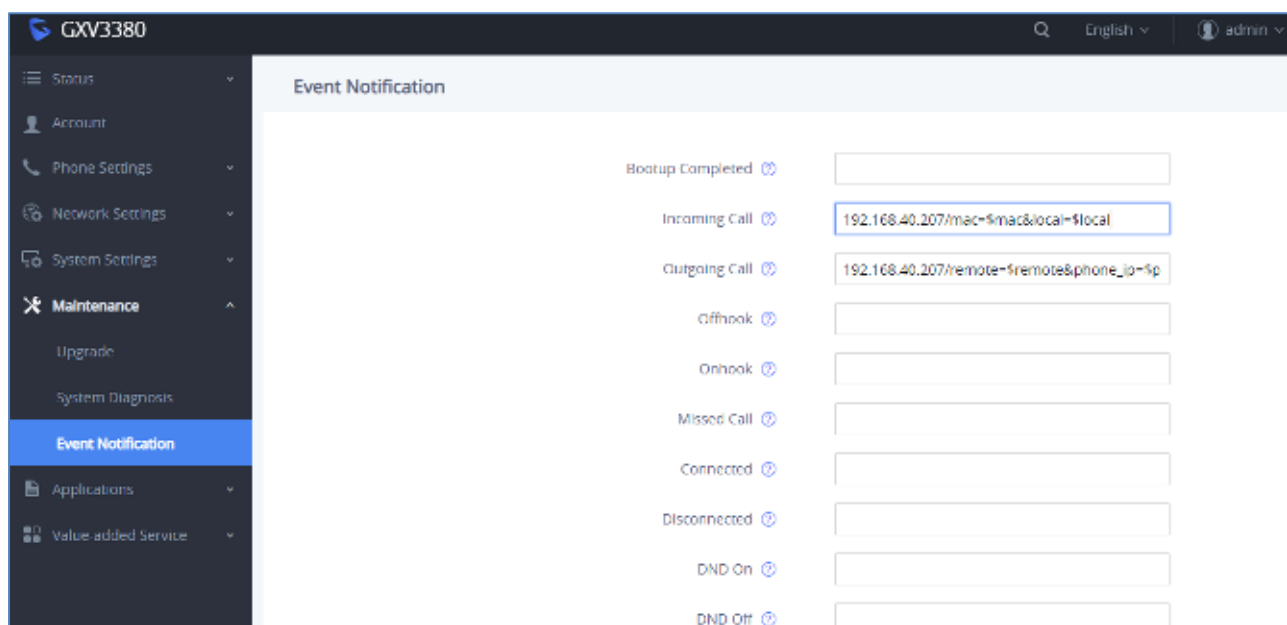 GXV3380
English
admin
Status
Account
Phone Settings
Network Settings
System Settings
Maintenance
Upgrade
System Diagnosis
Event Notification
Applications
Value-added Service
Event Notification
Bootup Completed
Incoming Call 192.168.40.207/mac=$mac&local=$local
Outgoing Call 192.168.40.207/remote=$remote&phone_ip=$p
Offhook
Onhook
Missed Call
Connected
Disconnected
DND On
DND Off